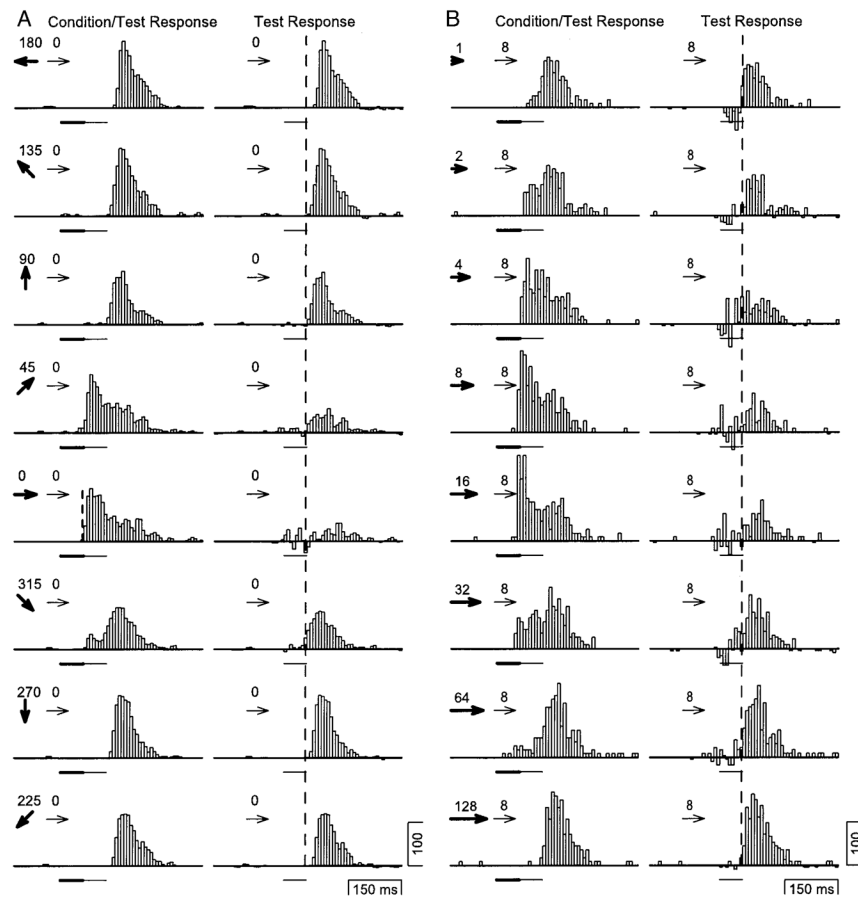 A
Condition/Test Response
Test Response
B
Condition/Test Response
Test Response
180 0 0
1 8 8
135 0 0
2 8 8
90 0 0
4 8 8
45 0 0
8 8 8
0 0 0
16 8 8
315 0 0
32 8 8
270 0 0
64 8 8
225 0 0
128 8 8
100
100
150 ms
150 ms